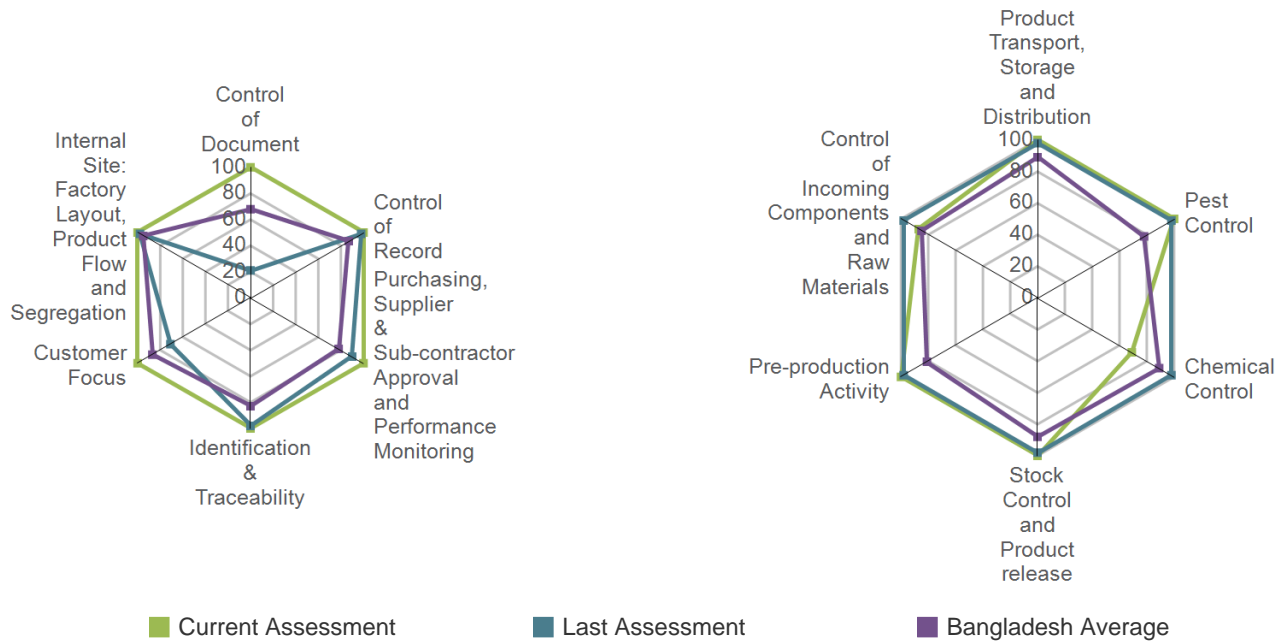 Control
of
Document
Internal
Site:
Factory
Layout,
Product
Flow
and
Segregation
100
80
60
40
20
0
Control
of
Record
Purchasing,
Supplier
&
Sub-contractor
Approval
and
Performance
Monitoring
Customer
Focus
Identification
&
Traceability
Product
Transport,
Storage
and
Distribution
Control
of
Incoming
Components
and
Raw
Materials
100
80
60
40
20
0
Pest
Control
Pre-production
Activity
Chemical
Control
Stock
Control
and
Product
release
Current Assessment
Last Assessment
Bangladesh Average